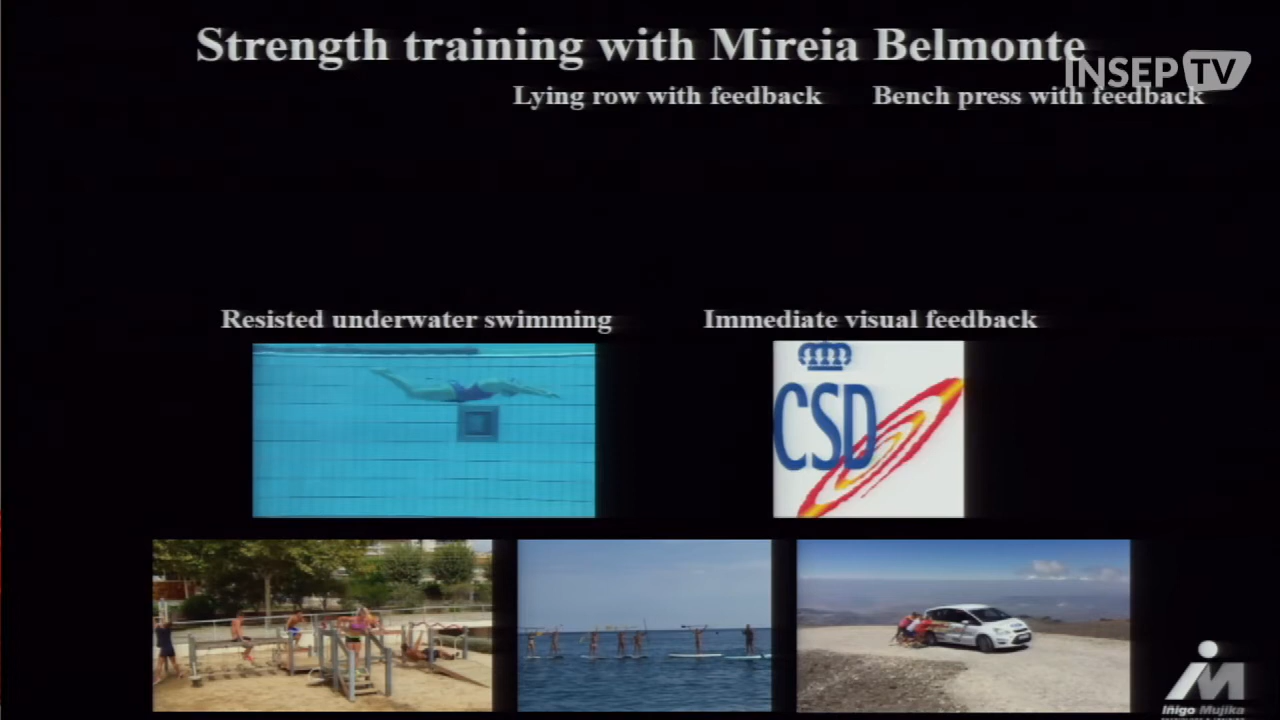 Strength training with Mireia Belmonte
INSEP TV
Lying row with feedback
Bench press with feedback
Resisted underwater swimming
Immediate visual feedback
CSD
iM
Iñigo Mujika